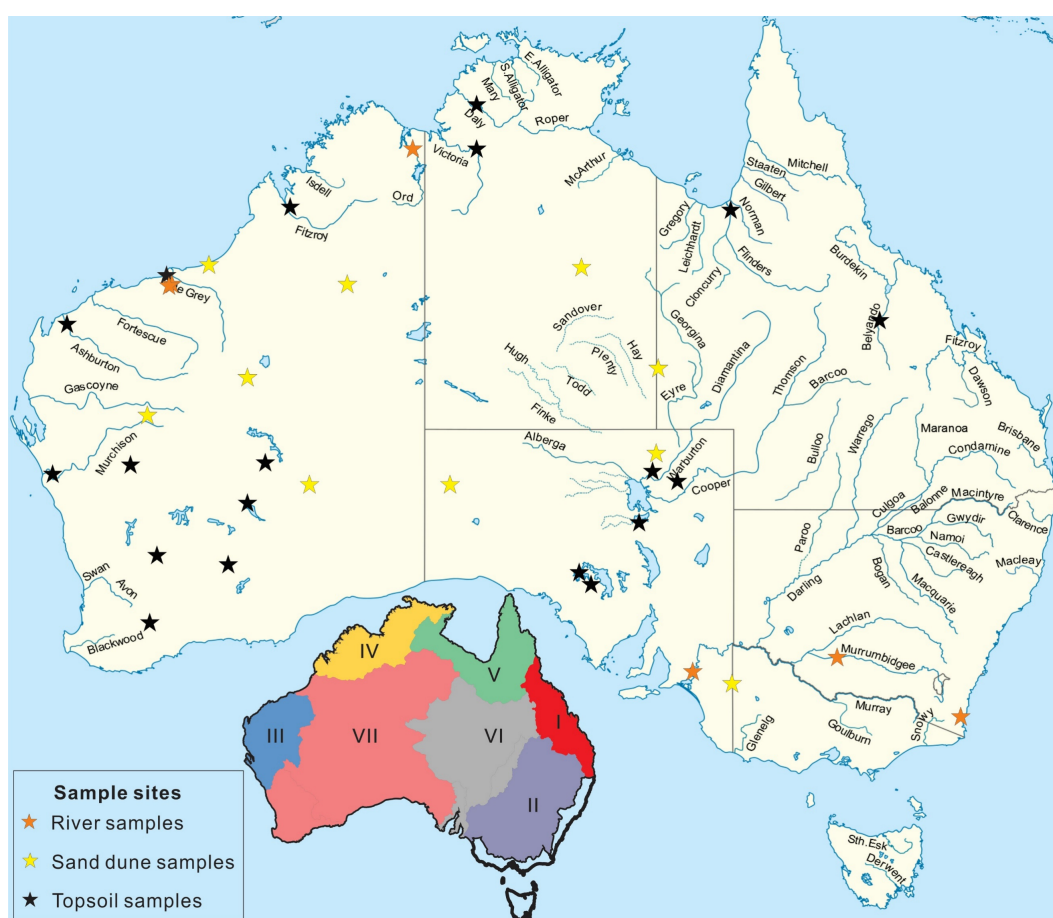 E.Alligator
S.Alligator
Mary
Daly
Roper
Victoria
McArthur
Isdell
Ord
Fitzroy
Mitchell
Staaten
Gilbert
Norman
Gregory
Leichhardt
Flinders
Cloncurry
Burdekin
Belyando
e Grey
Fortescue
Ashburton
Gascoyne
Murchison
Sandover
Hay
Plenty
Hugh
Todd
Finke
Georgina
Diamantina
Eyre
Thomson
Barcoo
Fitzroy
Dawson
Alberga
Warburton
Cooper
Bulloo
Warrego
Maranoa
Brisbane
Condamine
Culgoa
Balonne
Macintyre
Paroo
Barcoo
Gwydir
Clarence
Namoi
Castlereagh
Macleay
Bogan
Macquarie
Darling
Lachlan
Murrumbidgee
Murray
Snowy
Goulburn
Glenelg
Swan
Avon
Blackwood
IV
V
I
III
VII
VI
II
Sth.Esk
Derwent
Sample sites
River samples
Sand dune samples
Topsoil samples